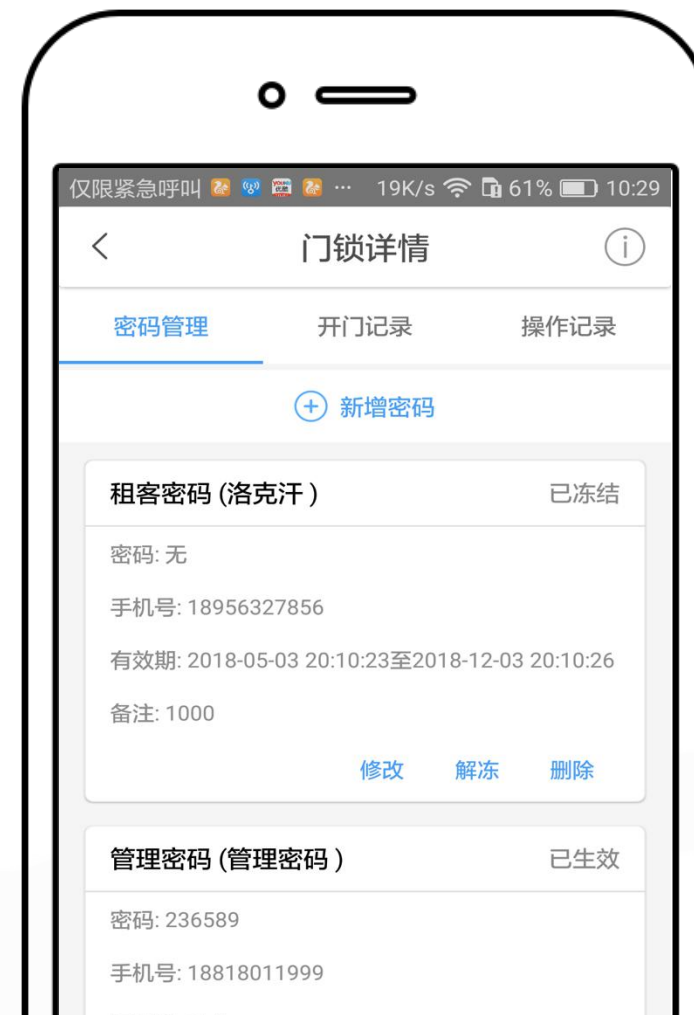 仅限紧急呼叫 ... 19K/s 61% 10:29
门锁详情
密码管理 开门记录 操作记录
新增密码
租客密码 (洛克汗) 已冻结
密码: 无
手机号: 18956327856
有效期: 2018-05-03 20:10:23至2018-12-03 20:10:26
备注: 1000
修改 解冻 删除
管理密码 (管理密码) 已生效
密码: 236589
手机号: 18818011999